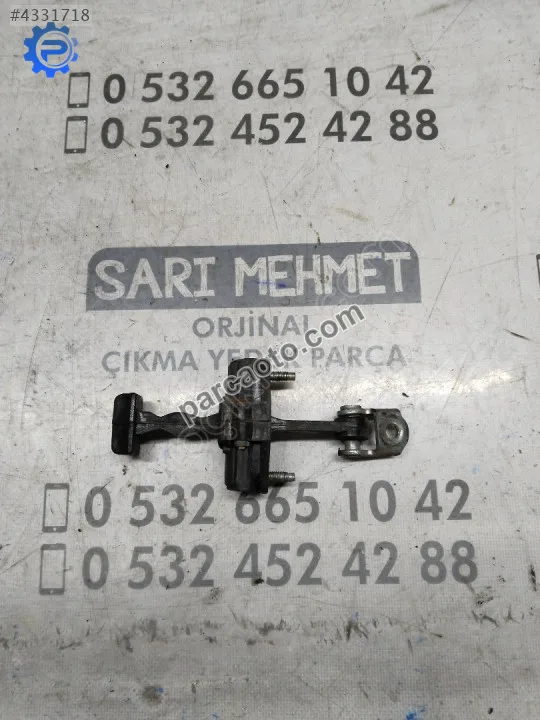 #4331718
0 532 665 10 42
0 532 452 42 88
SARI MEHMET
ORJİNAL
ÇIKMA YEDEK PARÇA
parcaoto.com
0 532 665 10 42
0 532 452 42 88